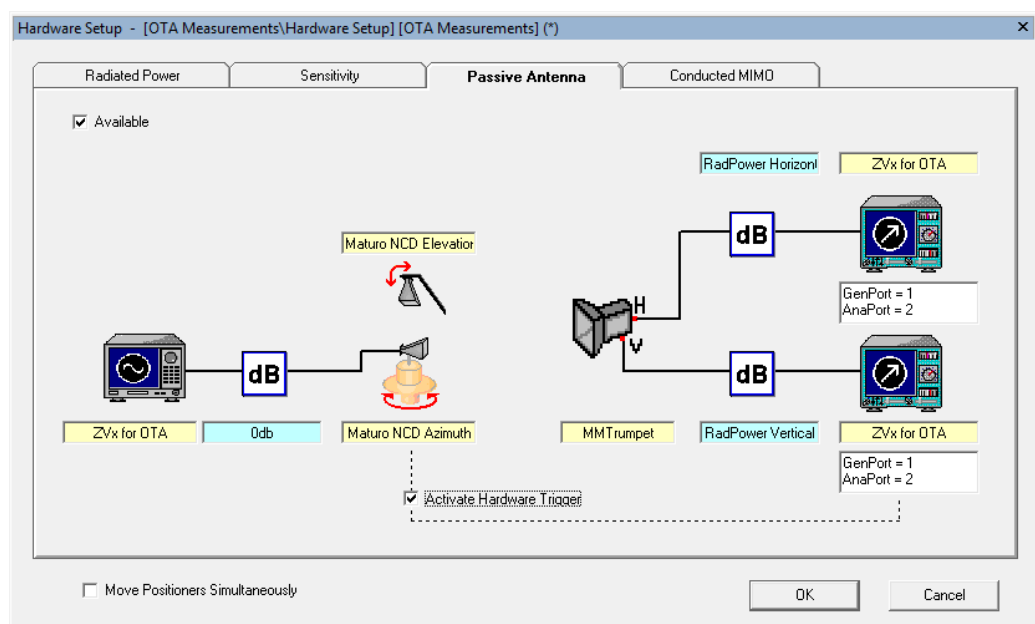 Hardware Setup - [OTA Measurements\Hardware Setup] [OTA Measurements] (*)
Radiated Power
Sensitivity
Passive Antenna
Conducted MIMO
Available
RadPower Horizon
ZVx for OTA
dB
Maturo NCD Elevation
GenPort = 1
AnaPort = 2
H
V
dB
dB
ZVx for OTA
0db
Maturo NCD Azimuth
MMTrumpet
RadPower Vertical
ZVx for OTA
GenPort = 1
AnaPort = 2
Activate Hardware Trigger
Move Positioners Simultaneously
OK
Cancel